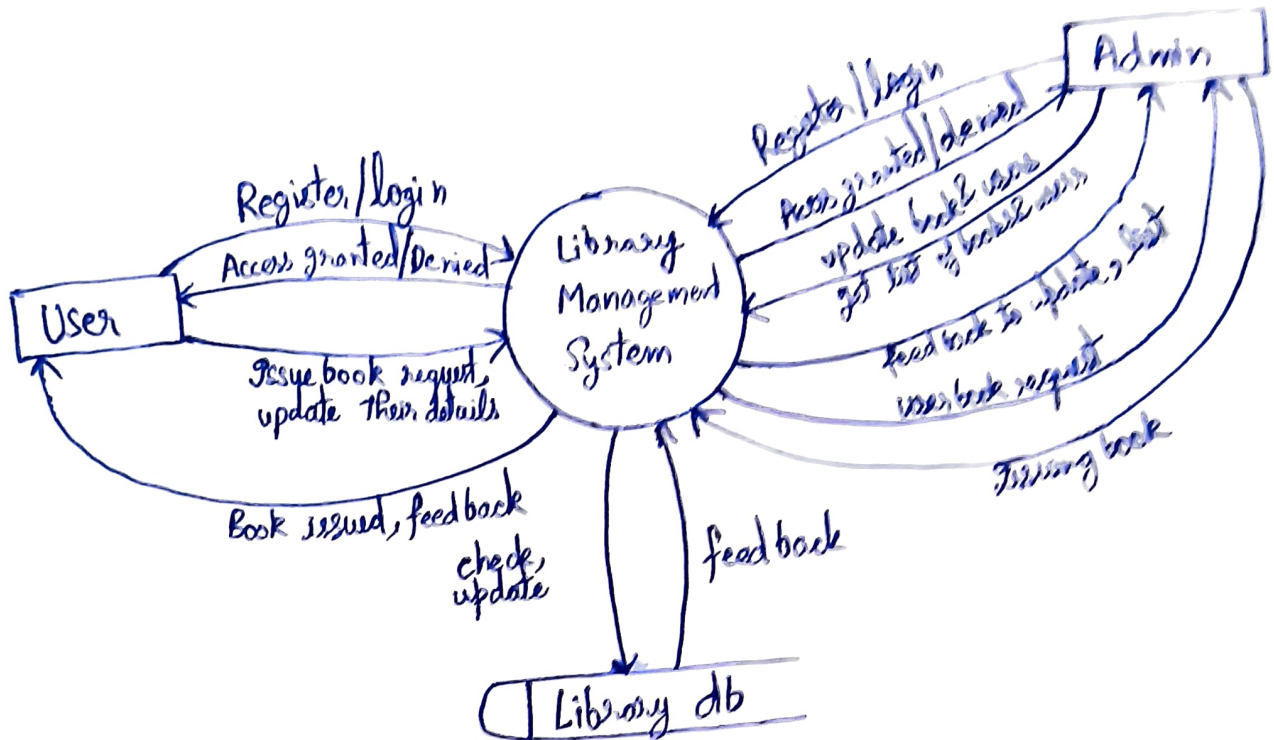 Admin
Register/login
Access granted/denied
update book & users
get list of books & users
feedback to update, list
user book request
Issuing book
Register/login
Access granted/Denied
User
Issue book request,
update their details
Book issued, feedback
Library
Management
System
check,
update
feedback
Library db